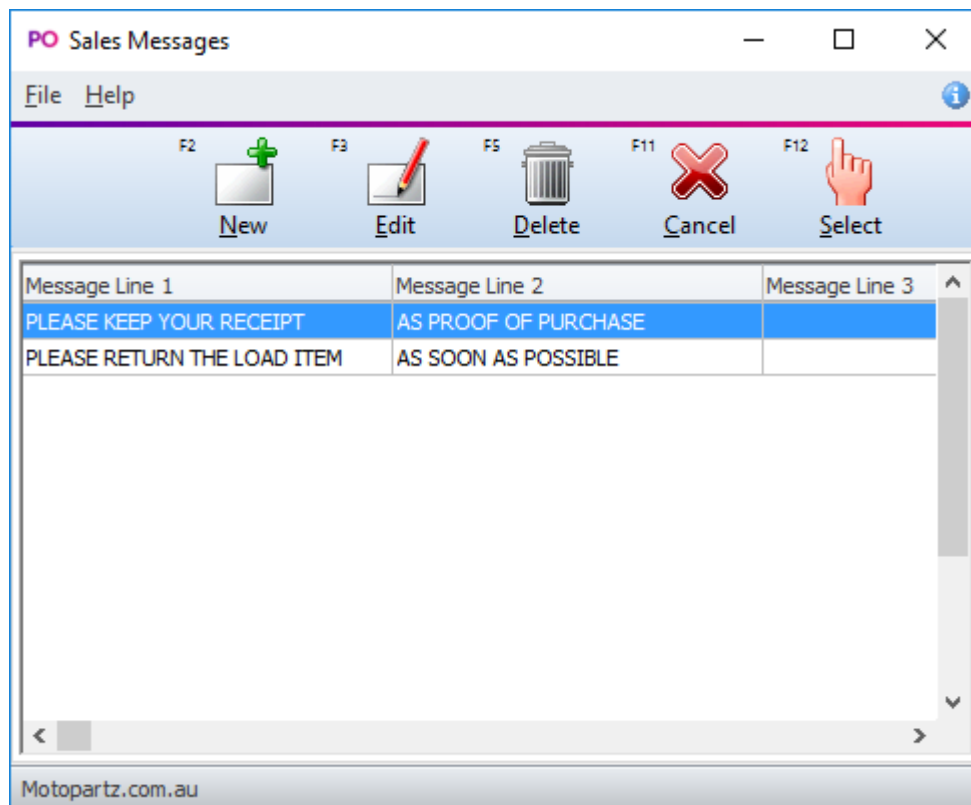 PO Sales Messages
File Help
F2 New F3 Edit F5 Delete F11 Cancel F12 Select
Message Line 1 Message Line 2 Message Line 3
PLEASE KEEP YOUR RECEIPT AS PROOF OF PURCHASE
PLEASE RETURN THE LOAD ITEM AS SOON AS POSSIBLE
Motopartz.com.au